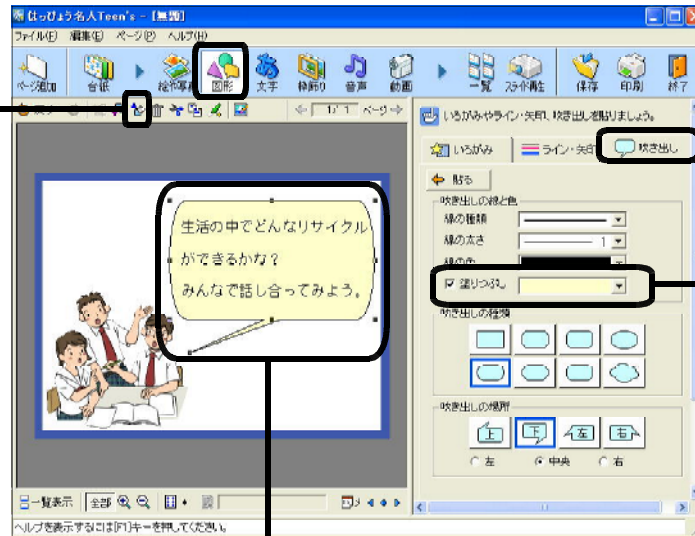 はっぴょう名人Teen's - [無題]
ファイル(F) 編集(E) ページ(P) ヘルプ(H)
ページ追加 台紙 絵や写真 図形 文字 枠飾り 音声 動画 一覧 スライド再生 保存 印刷 終了
1/ 1 ページ
いろがみやライン・矢印、吹き出しを貼りましょう。
いろがみ ライン・矢印 吹き出し
貼る
吹き出しの線と色
線の種類
線の太さ 1
線の色
塗りつぶし
吹き出しの種類
吹き出しの場所
上 下 左 右
左 中央 右
生活の中でどんなリサイクル
ができるかな?
みんなで話し合ってみよう。
一覧表示 全部
ヘルプを表示するには[F1]キーを押してください。